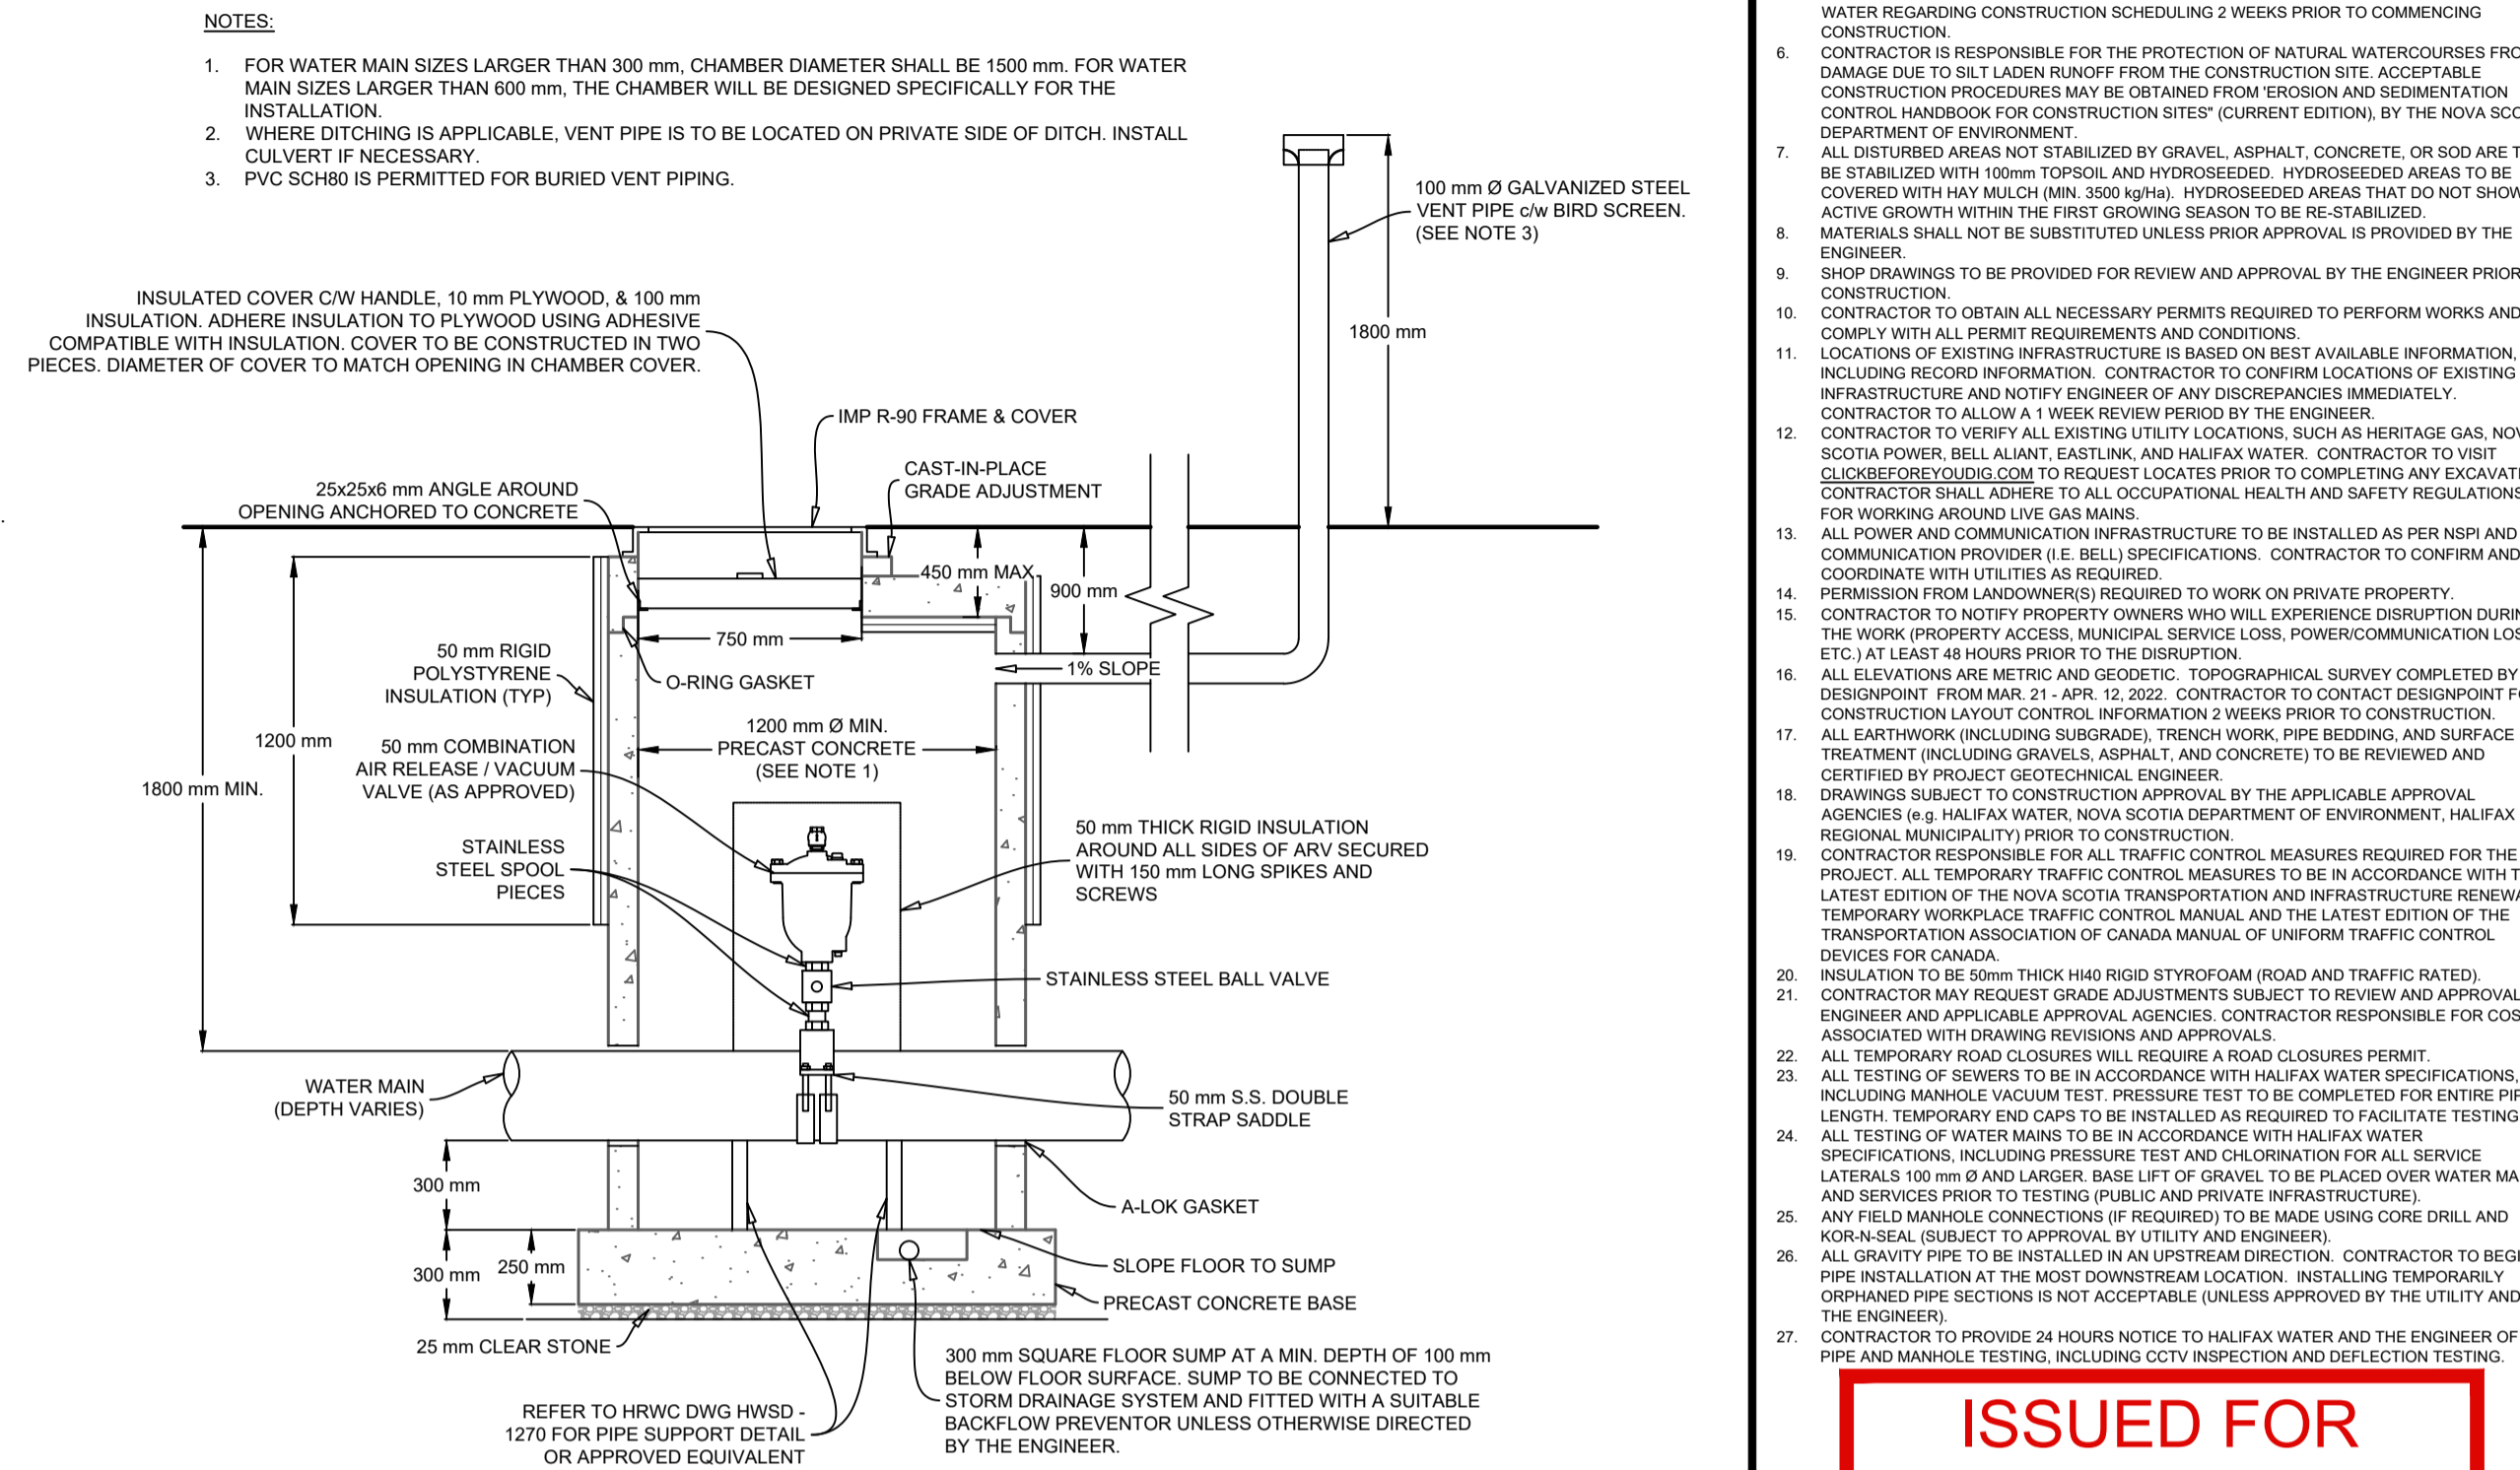 NOTES:
1. FOR WATER MAIN SIZES LARGER THAN 300 mm, CHAMBER DIAMETER SHALL BE 1500 mm. FOR WATER
MAIN SIZES LARGER THAN 600 mm, THE CHAMBER WILL BE DESIGNED SPECIFICALLY FOR THE
INSTALLATION.
2. WHERE DITCHING IS APPLICABLE, VENT PIPE IS TO BE LOCATED ON PRIVATE SIDE OF DITCH. INSTALL
CULVERT IF NECESSARY.
3. PVC SCH80 IS PERMITTED FOR BURIED VENT PIPING.
100 mm Ø GALVANIZED STEEL
VENT PIPE c/w BIRD SCREEN.
(SEE NOTE 3)
1800 mm
INSULATED COVER C/W HANDLE, 10 mm PLYWOOD, & 100 mm
INSULATION. ADHERE INSULATION TO PLYWOOD USING ADHESIVE
COMPATIBLE WITH INSULATION. COVER TO BE CONSTRUCTED IN TWO
PIECES. DIAMETER OF COVER TO MATCH OPENING IN CHAMBER COVER.
IMP R-90 FRAME & COVER
CAST-IN-PLACE
GRADE ADJUSTMENT
25x25x6 mm ANGLE AROUND
OPENING ANCHORED TO CONCRETE
450 mm MAX
900 mm
750 mm
1% SLOPE
O-RING GASKET
50 mm RIGID
POLYSTYRENE
INSULATION (TYP)
1200 mm
1800 mm MIN.
1200 mm Ø MIN.
PRECAST CONCRETE
(SEE NOTE 1)
50 mm COMBINATION
AIR RELEASE / VACUUM
VALVE (AS APPROVED)
STAINLESS
STEEL SPOOL
PIECES
50 mm THICK RIGID INSULATION
AROUND ALL SIDES OF ARV SECURED
WITH 150 mm LONG SPIKES AND
SCREWS
STAINLESS STEEL BALL VALVE
WATER MAIN
(DEPTH VARIES)
50 mm S.S. DOUBLE
STRAP SADDLE
300 mm
A-LOK GASKET
300 mm
250 mm
SLOPE FLOOR TO SUMP
PRECAST CONCRETE BASE
25 mm CLEAR STONE
300 mm SQUARE FLOOR SUMP AT A MIN. DEPTH OF 100 mm
BELOW FLOOR SURFACE. SUMP TO BE CONNECTED TO
STORM DRAINAGE SYSTEM AND FITTED WITH A SUITABLE
BACKFLOW PREVENTOR UNLESS OTHERWISE DIRECTED
BY THE ENGINEER.
REFER TO HRWC DWG HWSD -
1270 FOR PIPE SUPPORT DETAIL
OR APPROVED EQUIVALENT
WATER REGARDING CONSTRUCTION SCHEDULING 2 WEEKS PRIOR TO COMMENCING
CONSTRUCTION.
6. CONTRACTOR IS RESPONSIBLE FOR THE PROTECTION OF NATURAL WATERCOURSES
DAMAGE DUE TO SILT LADEN RUNOFF FROM THE CONSTRUCTION SITE. ACCEPTABLE
CONSTRUCTION PROCEDURES MAY BE OBTAINED FROM 'EROSION AND SEDIMENTATION
CONTROL HANDBOOK FOR CONSTRUCTION SITES" (CURRENT EDITION), BY THE NOVA
DEPARTMENT OF ENVIRONMENT.
7. ALL DISTURBED AREAS NOT STABILIZED BY GRAVEL, ASPHALT, CONCRETE, OR SOD ARE
BE STABILIZED WITH 100mm TOPSOIL AND HYDROSEEDED. HYDROSEEDED AREAS TO BE
COVERED WITH HAY MULCH (MIN. 3500 kg/Ha). HYDROSEEDED AREAS THAT DO NOT SHOW
ACTIVE GROWTH WITHIN THE FIRST GROWING SEASON TO BE RE-STABILIZED.
8. MATERIALS SHALL NOT BE SUBSTITUTED UNLESS PRIOR APPROVAL IS PROVIDED BY THE
ENGINEER.
9. SHOP DRAWINGS TO BE PROVIDED FOR REVIEW AND APPROVAL BY THE ENGINEER PRIOR
CONSTRUCTION.
10. CONTRACTOR TO OBTAIN ALL NECESSARY PERMITS REQUIRED TO PERFORM WORKS AND
COMPLY WITH ALL PERMIT REQUIREMENTS AND CONDITIONS.
11. LOCATIONS OF EXISTING INFRASTRUCTURE IS BASED ON BEST AVAILABLE INFORMATION,
INCLUDING RECORD INFORMATION. CONTRACTOR TO CONFIRM LOCATIONS OF EXISTING
INFRASTRUCTURE AND NOTIFY ENGINEER OF ANY DISCREPANCIES IMMEDIATELY.
CONTRACTOR TO ALLOW A 1 WEEK REVIEW PERIOD BY THE ENGINEER.
12. CONTRACTOR TO VERIFY ALL EXISTING UTILITY LOCATIONS, SUCH AS HERITAGE GAS,
SCOTIA POWER, BELL ALIANT, EASTLINK, AND HALIFAX WATER. CONTRACTOR TO VISIT
CLICKBEFOREYOUDIG.COM TO REQUEST LOCATES PRIOR TO COMPLETING ANY
CONTRACTOR SHALL ADHERE TO ALL OCCUPATIONAL HEALTH AND SAFETY REGULATIONS
FOR WORKING AROUND LIVE GAS MAINS.
13. ALL POWER AND COMMUNICATION INFRASTRUCTURE TO BE INSTALLED AS PER NSPI AND
COMMUNICATION PROVIDER (I.E. BELL) SPECIFICATIONS. CONTRACTOR TO CONFIRM AND
COORDINATE WITH UTILITIES AS REQUIRED.
14. PERMISSION FROM LANDOWNER(S) REQUIRED TO WORK ON PRIVATE PROPERTY.
15. CONTRACTOR TO NOTIFY PROPERTY OWNERS WHO WILL EXPERIENCE DISRUPTION
THE WORK (PROPERTY ACCESS, MUNICIPAL SERVICE LOSS, POWER/COMMUNICATION
ETC.) AT LEAST 48 HOURS PRIOR TO THE DISRUPTION.
16. ALL ELEVATIONS ARE METRIC AND GEODETIC. TOPOGRAPHICAL SURVEY COMPLETED BY
DESIGNPOINT FROM MAR. 21 - APR. 12, 2022. CONTRACTOR TO CONTACT DESIGNPOINT
CONSTRUCTION LAYOUT CONTROL INFORMATION 2 WEEKS PRIOR TO CONSTRUCTION.
17. ALL EARTHWORK (INCLUDING SUBGRADE), TRENCH WORK, PIPE BEDDING, AND SURFACE
TREATMENT (INCLUDING GRAVELS, ASPHALT, AND CONCRETE) TO BE REVIEWED AND
CERTIFIED BY PROJECT GEOTECHNICAL ENGINEER.
18. DRAWINGS SUBJECT TO CONSTRUCTION APPROVAL BY THE APPLICABLE APPROVAL
AGENCIES (e.g. HALIFAX WATER, NOVA SCOTIA DEPARTMENT OF ENVIRONMENT, HALIFAX
REGIONAL MUNICIPALITY) PRIOR TO CONSTRUCTION.
19. CONTRACTOR RESPONSIBLE FOR ALL TRAFFIC CONTROL MEASURES REQUIRED FOR THE
PROJECT. ALL TEMPORARY TRAFFIC CONTROL MEASURES TO BE IN ACCORDANCE WITH
LATEST EDITION OF THE NOVA SCOTIA TRANSPORTATION AND INFRASTRUCTURE
TEMPORARY WORKPLACE TRAFFIC CONTROL MANUAL AND THE LATEST EDITION OF THE
TRANSPORTATION ASSOCIATION OF CANADA MANUAL OF UNIFORM TRAFFIC CONTROL
DEVICES FOR CANADA.
20. INSULATION TO BE 50mm THICK HI40 RIGID STYROFOAM (ROAD AND TRAFFIC RATED).
21. CONTRACTOR MAY REQUEST GRADE ADJUSTMENTS SUBJECT TO REVIEW AND APPROVAL
ENGINEER AND APPLICABLE APPROVAL AGENCIES. CONTRACTOR RESPONSIBLE FOR
ASSOCIATED WITH DRAWING REVISIONS AND APPROVALS.
22. ALL TEMPORARY ROAD CLOSURES WILL REQUIRE A ROAD CLOSURES PERMIT.
23. ALL TESTING OF SEWERS TO BE IN ACCORDANCE WITH HALIFAX WATER SPECIFICATIONS,
INCLUDING MANHOLE VACUUM TEST. PRESSURE TEST TO BE COMPLETED FOR ENTIRE
LENGTH. TEMPORARY END CAPS TO BE INSTALLED AS REQUIRED TO FACILITATE TESTING
24. ALL TESTING OF WATER MAINS TO BE IN ACCORDANCE WITH HALIFAX WATER
SPECIFICATIONS, INCLUDING PRESSURE TEST AND CHLORINATION FOR ALL SERVICE
LATERALS 100 mm Ø AND LARGER. BASE LIFT OF GRAVEL TO BE PLACED OVER WATER
AND SERVICES PRIOR TO TESTING (PUBLIC AND PRIVATE INFRASTRUCTURE).
25. ANY FIELD MANHOLE CONNECTIONS (IF REQUIRED) TO BE MADE USING CORE DRILL AND
KOR-N-SEAL (SUBJECT TO APPROVAL BY UTILITY AND ENGINEER).
26. ALL GRAVITY PIPE TO BE INSTALLED IN AN UPSTREAM DIRECTION. CONTRACTOR TO
PIPE INSTALLATION AT THE MOST DOWNSTREAM LOCATION. INSTALLING TEMPORARILY
ORPHANED PIPE SECTIONS IS NOT ACCEPTABLE (UNLESS APPROVED BY THE UTILITY AND
THE ENGINEER).
27. CONTRACTOR TO PROVIDE 24 HOURS NOTICE TO HALIFAX WATER AND THE ENGINEER OF
PIPE AND MANHOLE TESTING, INCLUDING CCTV INSPECTION AND DEFLECTION TESTING.
ISSUED FOR